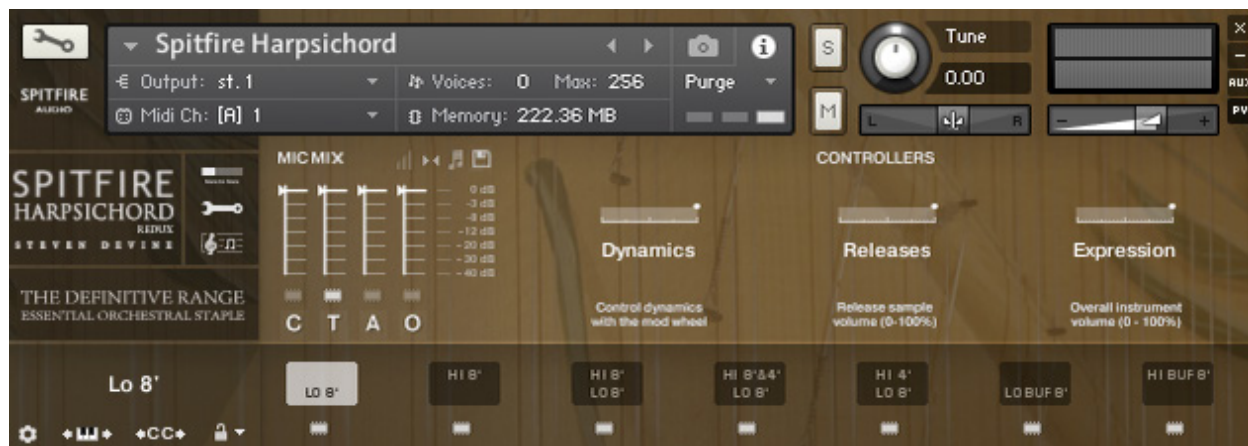 Spitfire Harpsichord
S
Tune
X
SPITFIRE
AUDIO
Output: st. 1
Voices: 0 Max: 256
Purge
0.00
AUX
Midi Ch: [A] 1
Memory: 222.36 MB
M
L
R
PV
MIC MIX
CONTROLLERS
SPITFIRE
HARPSICHORD
REDUX
STEVEN DEVINE
0 dB
-3 dB
-8 dB
-12 dB
-20 dB
-30 dB
-40 dB
Dynamics
Releases
Expression
THE DEFINITIVE RANGE
ESSENTIAL ORCHESTRAL STAPLE
C T A O
Control dynamics
with the mod wheel
Release sample
volume (0-100%)
Overall instrument
volume (0 - 100%)
Lo 8'
LO 8'
HI 8'
HI 8'
LO 8'
HI 8'&4'
LO 8'
HI 4'
LO 8'
LO BUF 8'
HI BUF 8'
CC